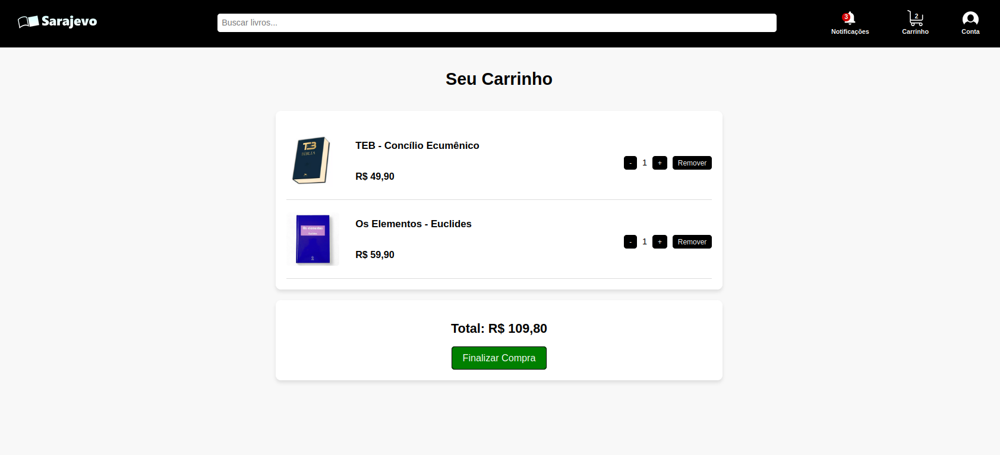 Sarajevo
Buscar livros...
3
Notificações
2
Carrinho
Conta
Seu Carrinho
TEB
BÍBLIA
TEB - Concílio Ecumênico
R$ 49,90
- 1 + Remover
Os elementos
Euclides
Os Elementos - Euclides
R$ 59,90
- 1 + Remover
Total: R$ 109,80
Finalizar Compra